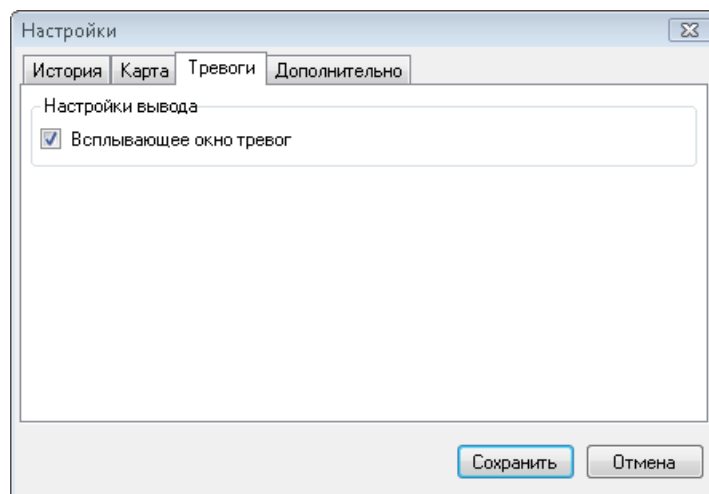 Настройки
История Карта Тревоги Дополнительно
Настройки вывода
Всплывающее окно тревог
Сохранить Отмена